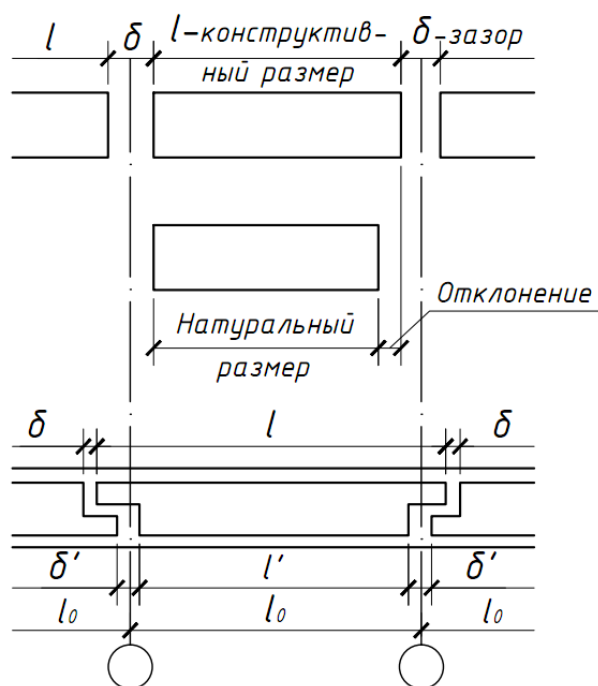 l δ l-конструктив- δ-зазор
ный размер
Отклонение
Натуральный
размер
δ l δ
δ' l' δ'
l₀ l₀ l₀